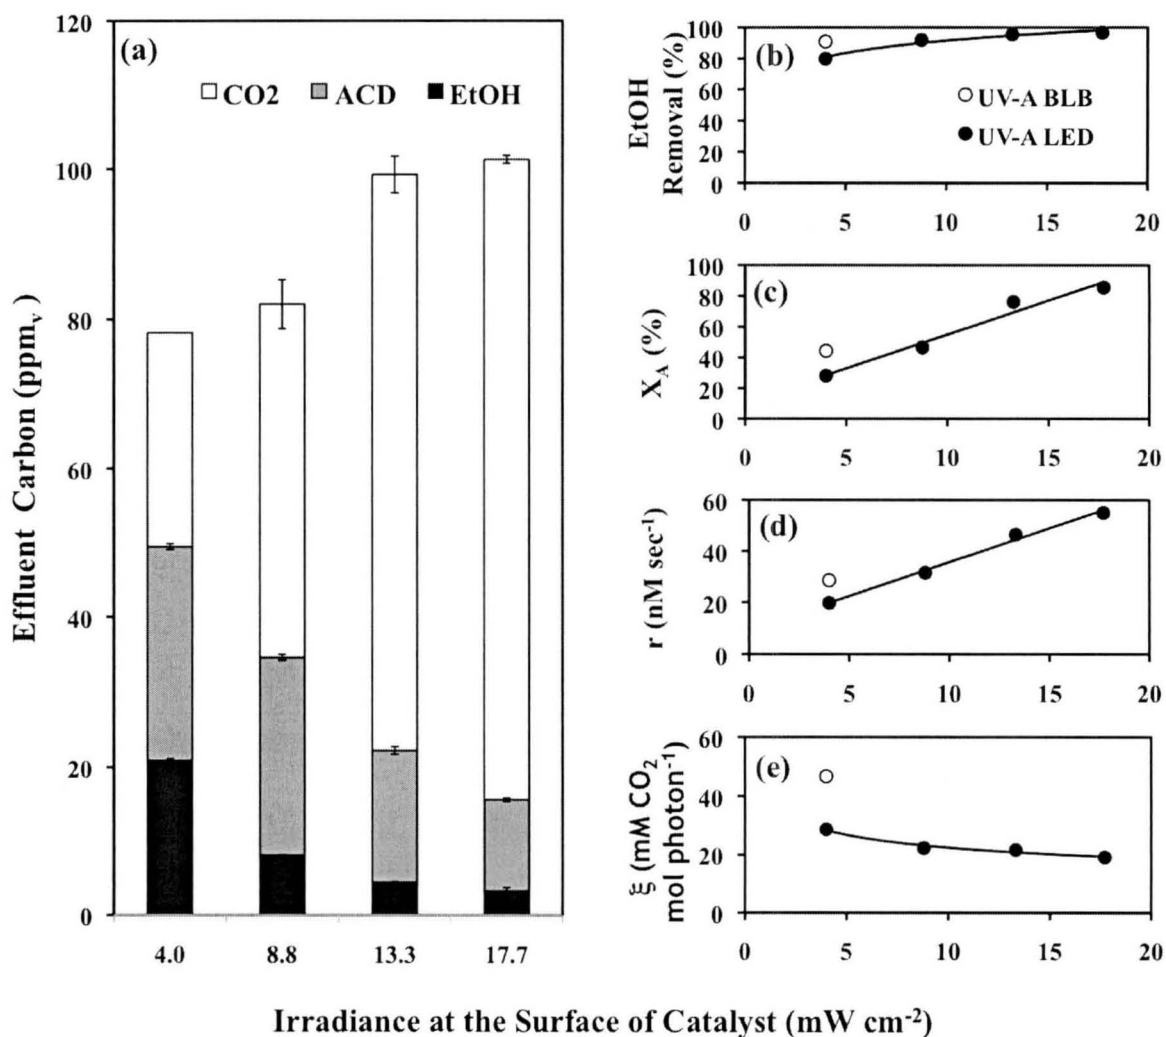 (a)
CO2 ACD EtOH
Effluent Carbon (ppmv)
120
100
80
60
40
20
0
4.0 8.8 13.3 17.7
(b)
UV-A BLB
UV-A LED
EtOH
Removal (%)
100
80
60
40
20
0
0 5 10 15 20
(c)
XA (%)
100
80
60
40
20
0
0 5 10 15 20
(d)
r (nM sec-1)
60
40
20
0
0 5 10 15 20
(e)
ξ (mM CO2
mol photon-1)
60
40
20
0
0 5 10 15 20
Irradiance at the Surface of Catalyst (mW cm-2)